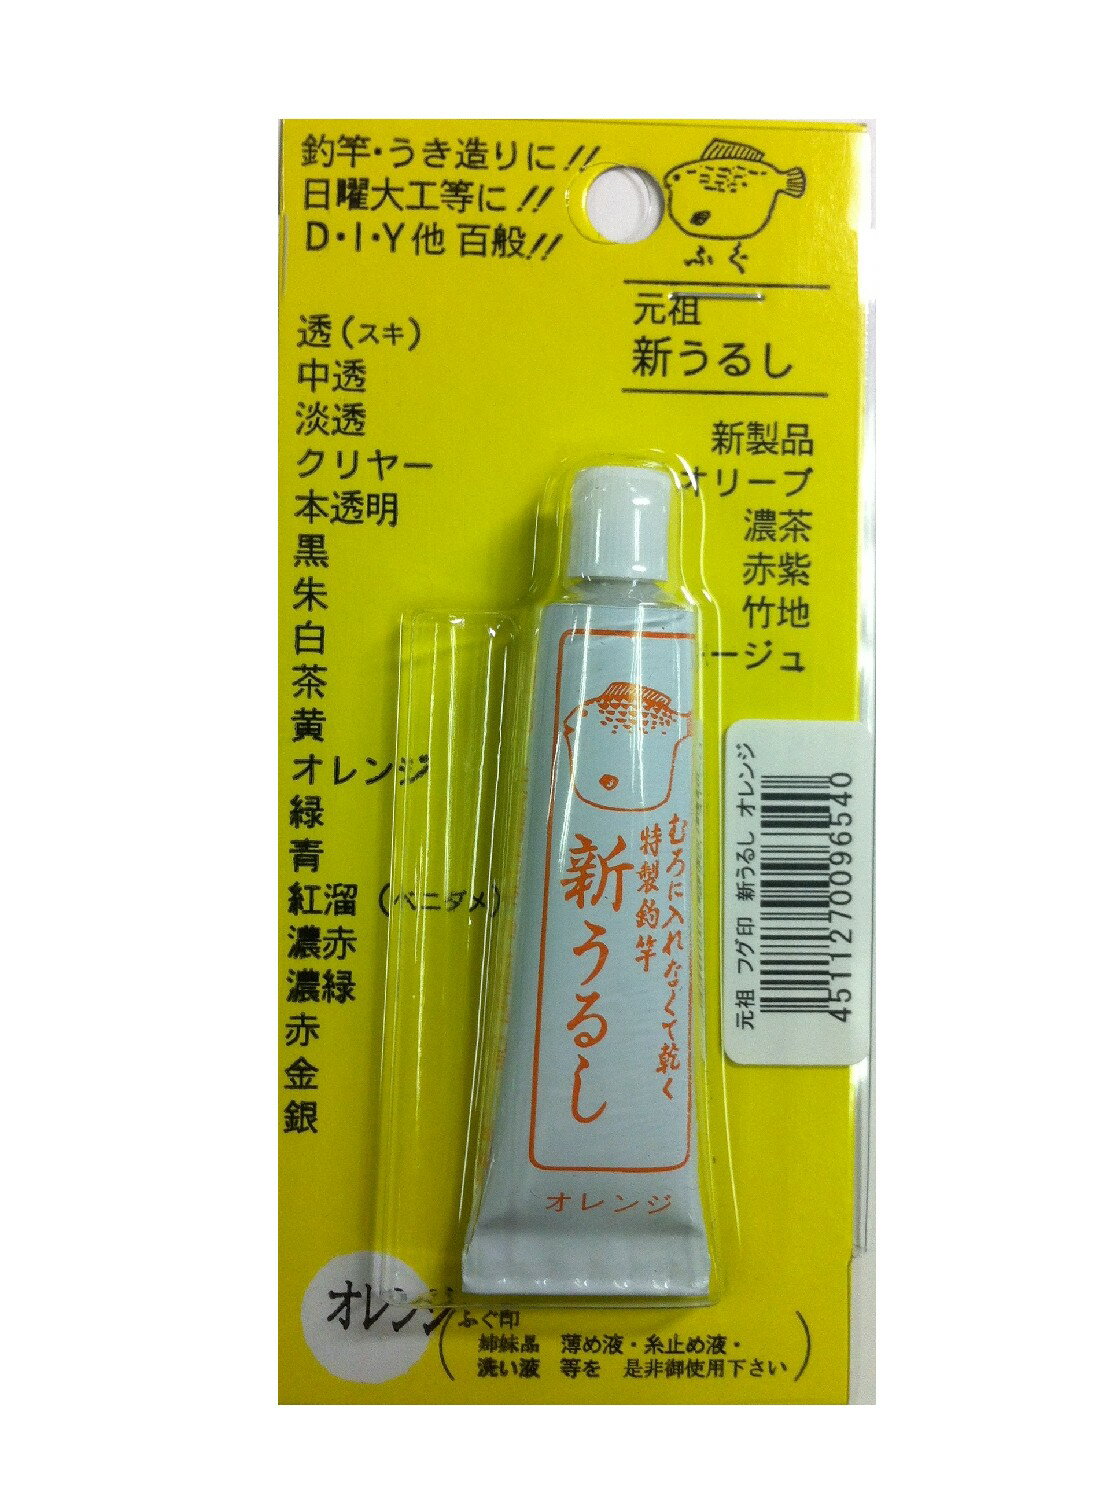 釣竿・うき造りに!!
日曜大工等に!!
D・I・Y他 百般!!
ふぐ
元祖
新うるし
透(スキ)
中透
淡透
クリヤー
本透明
黒
朱
白
茶
黄
オレンジ
緑
青
紅溜(ベニダメ)
濃赤
濃緑
赤
金
銀
新製品
オリーブ
濃茶
赤紫
竹地
ージュ
むろに入れなくて乾く
特製釣竿
新うるし
オレンジ
元祖 フグ印 新うるし オレンジ
4511270096540
オレンジ
ふぐ印
姉妹品 薄め液・糸止め液・
洗い液 等を 是非御使用下さい